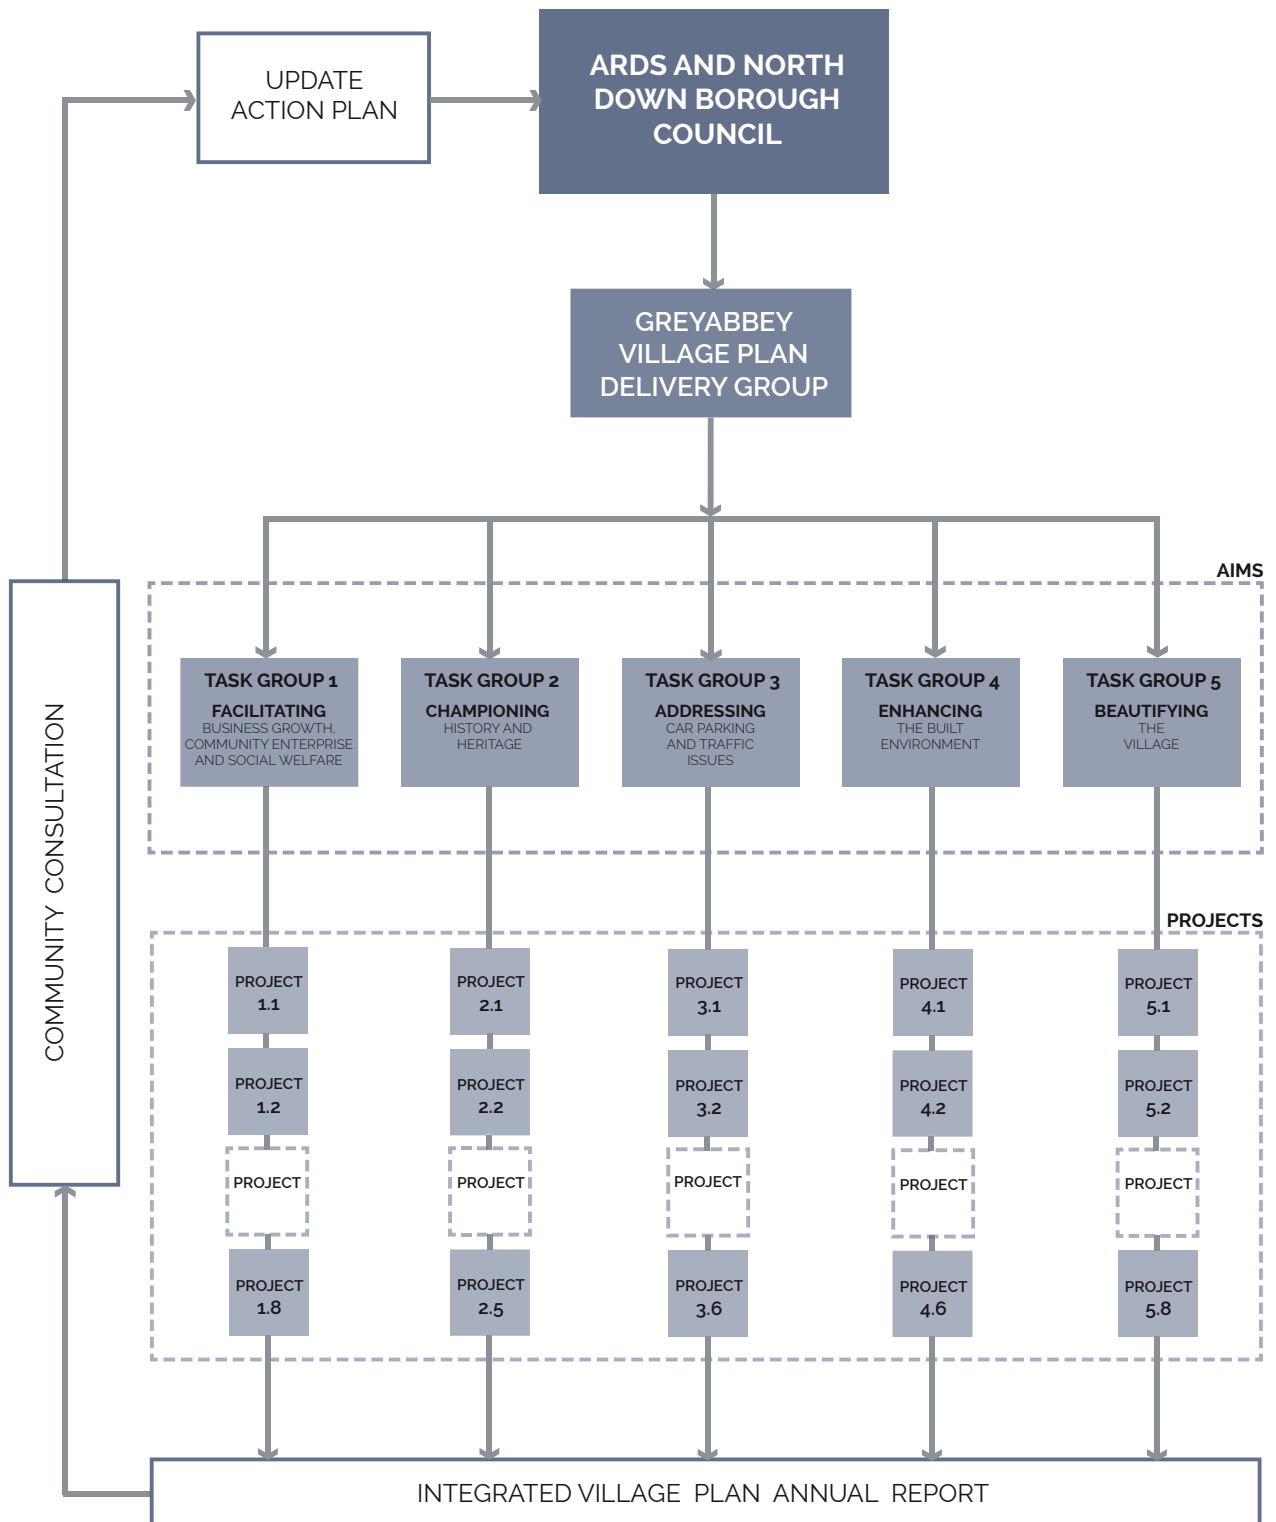 UPDATE
ACTION PLAN
ARDS AND NORTH
DOWN BOROUGH
COUNCIL
GREYABBEY
VILLAGE PLAN
DELIVERY GROUP
COMMUNITY CONSULTATION
AIMS
TASK GROUP 1
FACILITATING
BUSINESS GROWTH,
COMMUNITY ENTERPRISE
AND SOCIAL WELFARE
TASK GROUP 2
CHAMPIONING
HISTORY AND
HERITAGE
TASK GROUP 3
ADDRESSING
CAR PARKING
AND TRAFFIC
ISSUES
TASK GROUP 4
ENHANCING
THE BUILT
ENVIRONMENT
TASK GROUP 5
BEAUTIFYING
THE
VILLAGE
PROJECTS
PROJECT
1.1
PROJECT
1.2
PROJECT
PROJECT
1.8
PROJECT
2.1
PROJECT
2.2
PROJECT
PROJECT
2.5
PROJECT
3.1
PROJECT
3.2
PROJECT
PROJECT
3.6
PROJECT
4.1
PROJECT
4.2
PROJECT
PROJECT
4.6
PROJECT
5.1
PROJECT
5.2
PROJECT
PROJECT
5.8
INTEGRATED VILLAGE PLAN ANNUAL REPORT